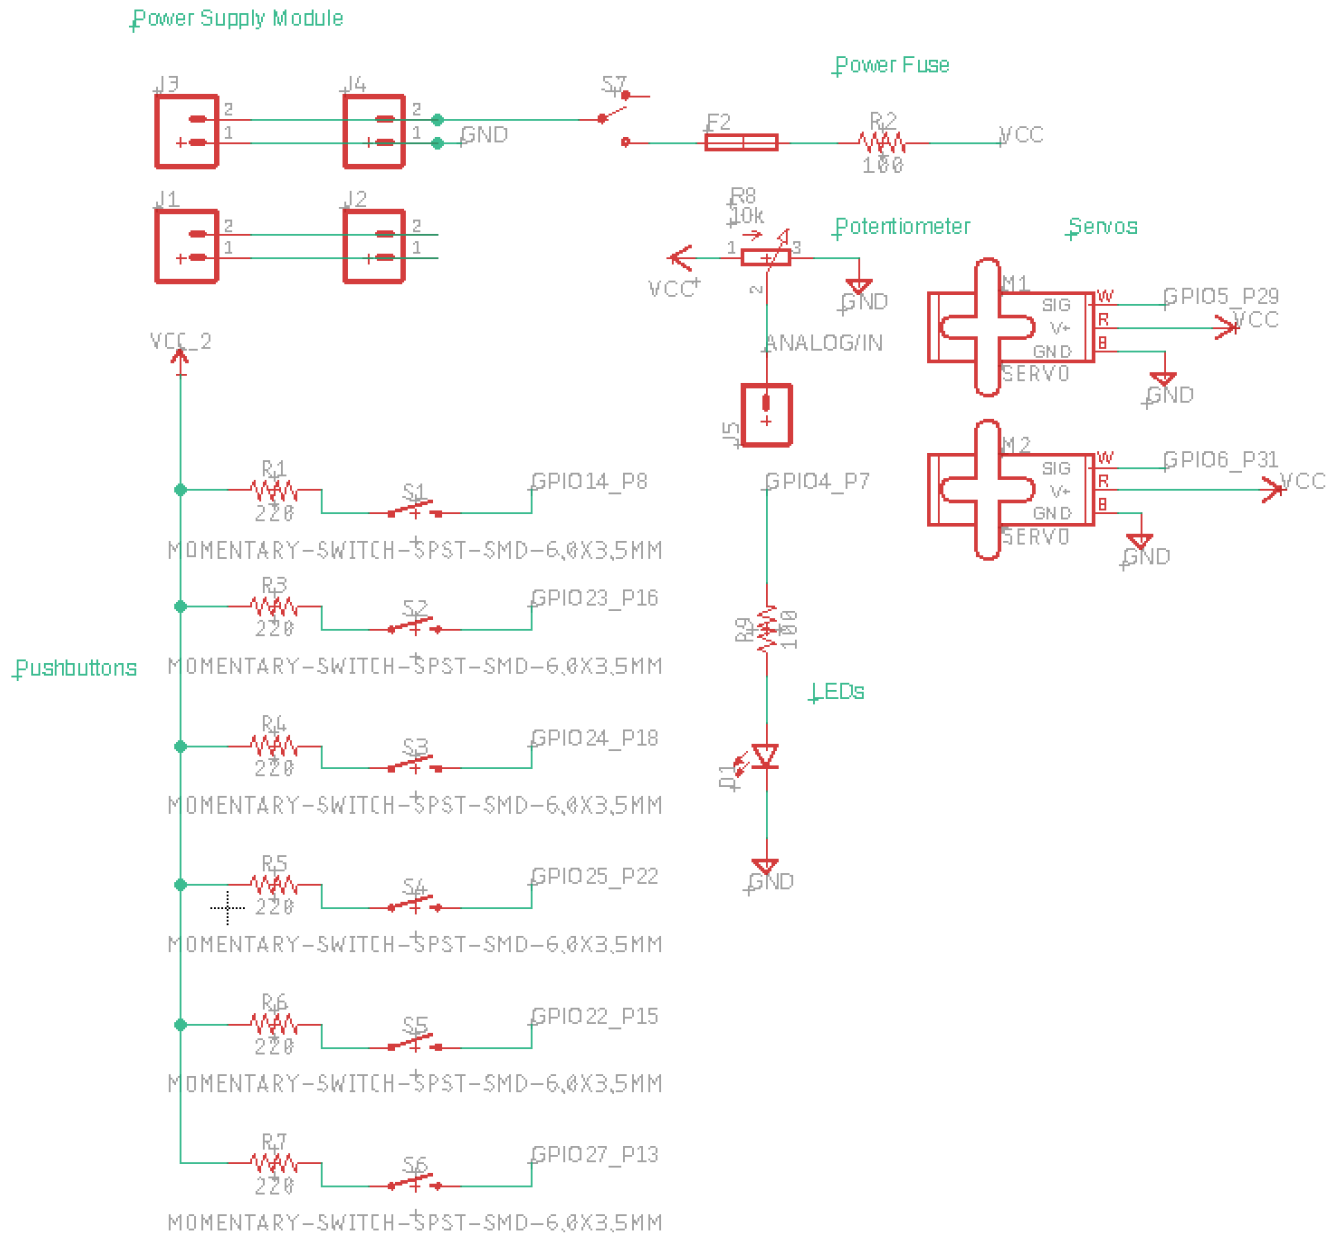 Power Supply Module
Power Fuse
J3
2
1
J4
2
1
GND
S7
F2
R2
100
VCC
J1
2
1
J2
2
1
R8
10k
1
3
2
VCC
GND
ANALOG/IN
J5
Potentiometer
Servos
M1
SIG
V+
GND
W
R
B
SERVO
GPIO5_P29
VCC
GND
M2
SIG
V+
GND
W
R
B
SERVO
GPIO6_P31
VCC
GND
VCC_2
R1
220
S1
GPIO14_P8
MOMENTARY-SWITCH-SPST-SMD-6.0X3.5MM
R3
220
S2
GPIO23_P16
MOMENTARY-SWITCH-SPST-SMD-6.0X3.5MM
Pushbuttons
R4
220
S3
GPIO24_P18
MOMENTARY-SWITCH-SPST-SMD-6.0X3.5MM
R5
220
S4
GPIO25_P22
MOMENTARY-SWITCH-SPST-SMD-6.0X3.5MM
R6
220
S5
GPIO22_P15
MOMENTARY-SWITCH-SPST-SMD-6.0X3.5MM
R7
220
S6
GPIO27_P13
MOMENTARY-SWITCH-SPST-SMD-6.0X3.5MM
GPIO4_P7
R9
100
LEDs
D1
GND